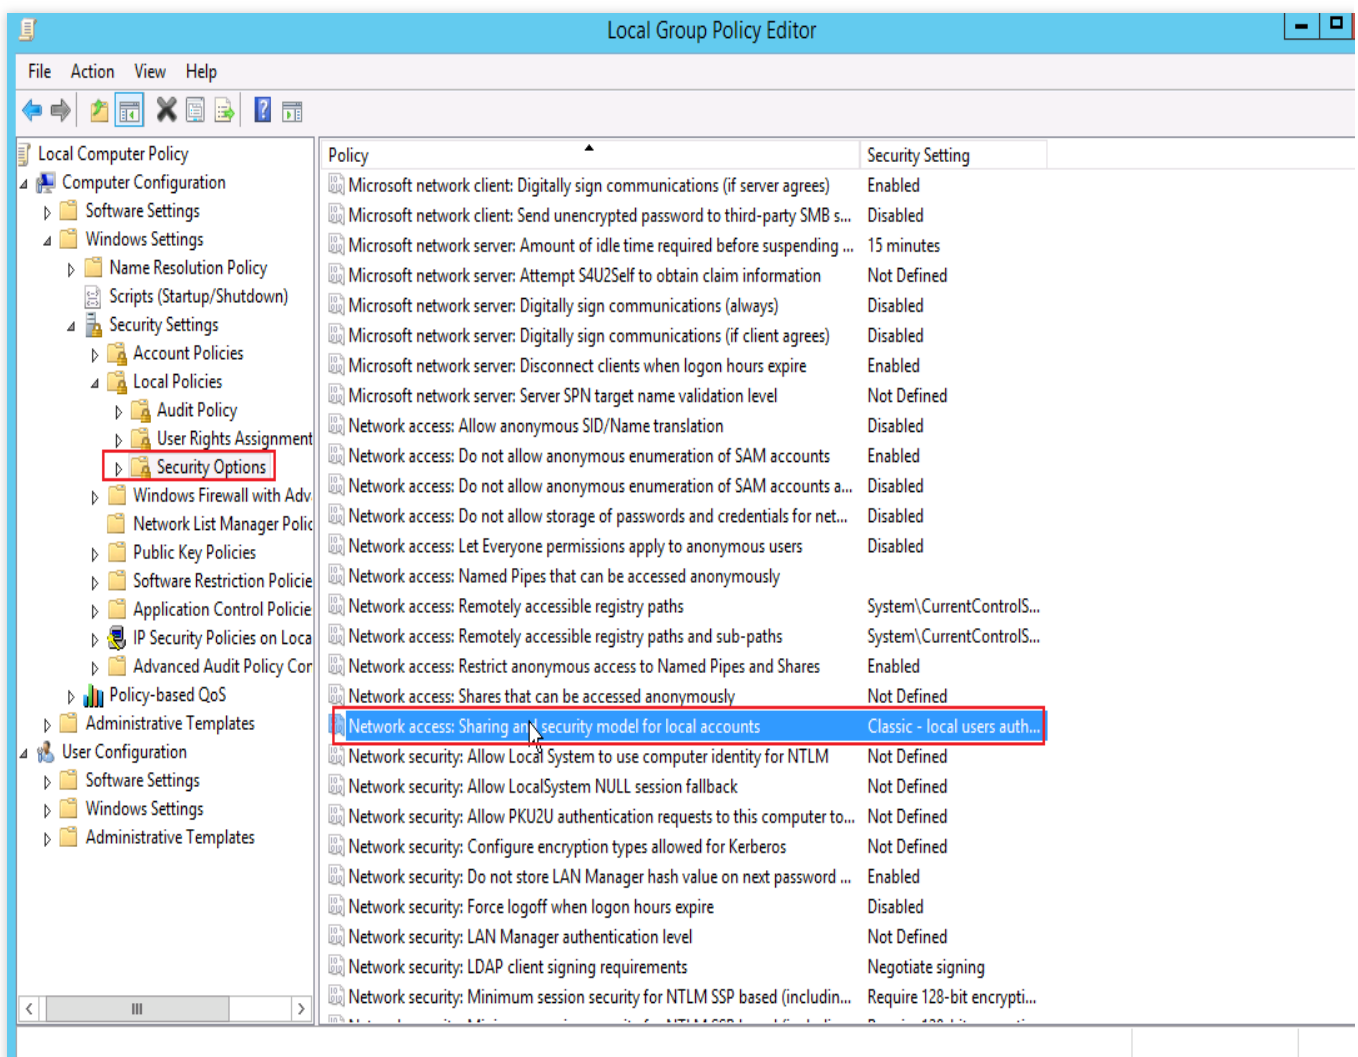 Local Group Policy Editor
File Action View Help
Local Computer Policy
Computer Configuration
Software Settings
Windows Settings
Name Resolution Policy
Scripts (Startup/Shutdown)
Security Settings
Account Policies
Local Policies
Audit Policy
User Rights Assignment
Security Options
Windows Firewall with Adv
Network List Manager Polic
Public Key Policies
Software Restriction Policie
Application Control Policie
IP Security Policies on Loca
Advanced Audit Policy Cor
Policy-based QoS
Administrative Templates
User Configuration
Software Settings
Windows Settings
Administrative Templates
Policy Security Setting
Microsoft network client: Digitally sign communications (if server agrees) Enabled
Microsoft network client: Send unencrypted password to third-party SMB s... Disabled
Microsoft network server: Amount of idle time required before suspending ... 15 minutes
Microsoft network server: Attempt S4U2Self to obtain claim information Not Defined
Microsoft network server: Digitally sign communications (always) Disabled
Microsoft network server: Digitally sign communications (if client agrees) Disabled
Microsoft network server: Disconnect clients when logon hours expire Enabled
Microsoft network server: Server SPN target name validation level Not Defined
Network access: Allow anonymous SID/Name translation Disabled
Network access: Do not allow anonymous enumeration of SAM accounts Enabled
Network access: Do not allow anonymous enumeration of SAM accounts a... Disabled
Network access: Do not allow storage of passwords and credentials for net... Disabled
Network access: Let Everyone permissions apply to anonymous users Disabled
Network access: Named Pipes that can be accessed anonymously
Network access: Remotely accessible registry paths System\CurrentControlS...
Network access: Remotely accessible registry paths and sub-paths System\CurrentControlS...
Network access: Restrict anonymous access to Named Pipes and Shares Enabled
Network access: Shares that can be accessed anonymously Not Defined
Network access: Sharing and security model for local accounts Classic - local users auth...
Network security: Allow Local System to use computer identity for NTLM Not Defined
Network security: Allow LocalSystem NULL session fallback Not Defined
Network security: Allow PKU2U authentication requests to this computer to... Not Defined
Network security: Configure encryption types allowed for Kerberos Not Defined
Network security: Do not store LAN Manager hash value on next password ... Enabled
Network security: Force logoff when logon hours expire Disabled
Network security: LAN Manager authentication level Not Defined
Network security: LDAP client signing requirements Negotiate signing
Network security: Minimum session security for NTLM SSP based (includin... Require 128-bit encrypti...